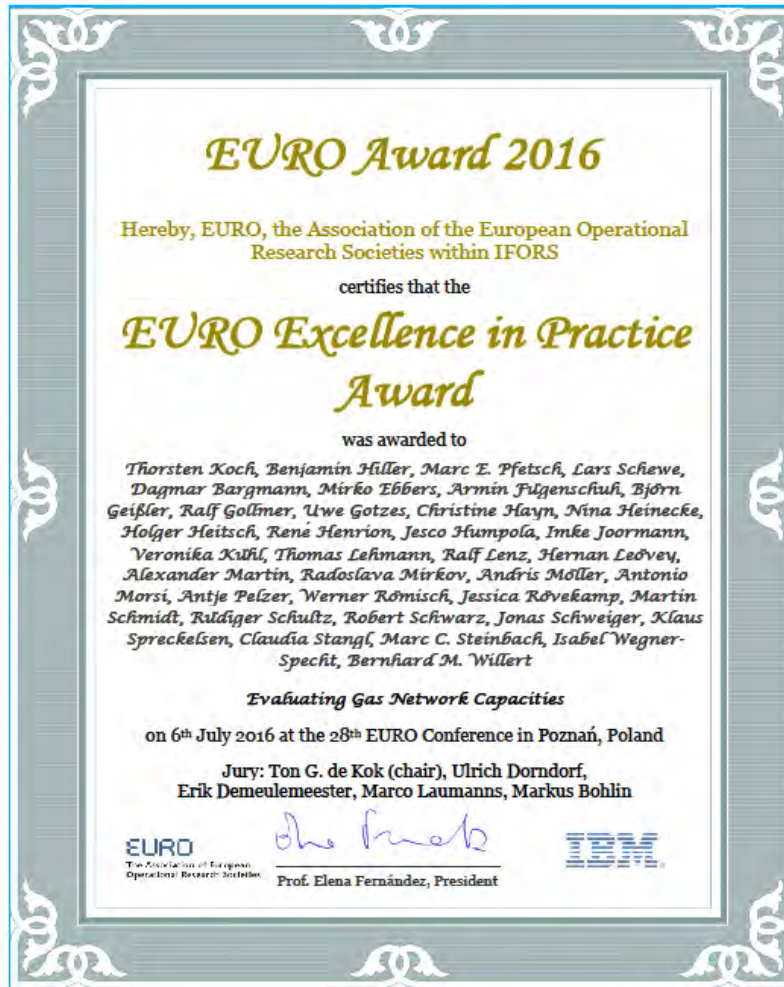 EURO Award 2016
Hereby, EURO, the Association of the European Operational
Research Societies within IFORS
certifies that the
EURO Excellence in Practice
Award
was awarded to
Thorsten Koch, Benjamin Hiller, Marc E. Pfetsch, Lars Schewe,
Dagmar Bargmann, Mirko Ebbers, Armin Fügenschuh, Björn
Geißler, Ralf Gollmer, Uwe Gotzes, Christine Hayn, Nina Heinecke,
Holger Heitsch, René Henrion, Jesco Humpola, Imke Joormann,
Veronika Kühl, Thomas Lehmann, Ralf Lenz, Hernan Leövey,
Alexander Martin, Radoslava Mirkov, Andris Möller, Antonio
Morsi, Antje Pelzer, Werner Römisch, Jessica Rövekamp, Martin
Schmidt, Rüdiger Schultz, Robert Schwarz, Jonas Schweiger, Klaus
Spreckelsen, Claudia Stangl, Marc C. Steinbach, Isabel Wegner-
Specht, Bernhard M. Willert
Evaluating Gas Network Capacities
on 6th July 2016 at the 28th EURO Conference in Poznań, Poland
Jury: Ton G. de Kok (chair), Ulrich Dorndorf,
Erik Demeulemeester, Marco Laumanns, Markus Bohlin
EURO
The Association of European
Operational Research Societies
Prof. Elena Fernández, President
IBM